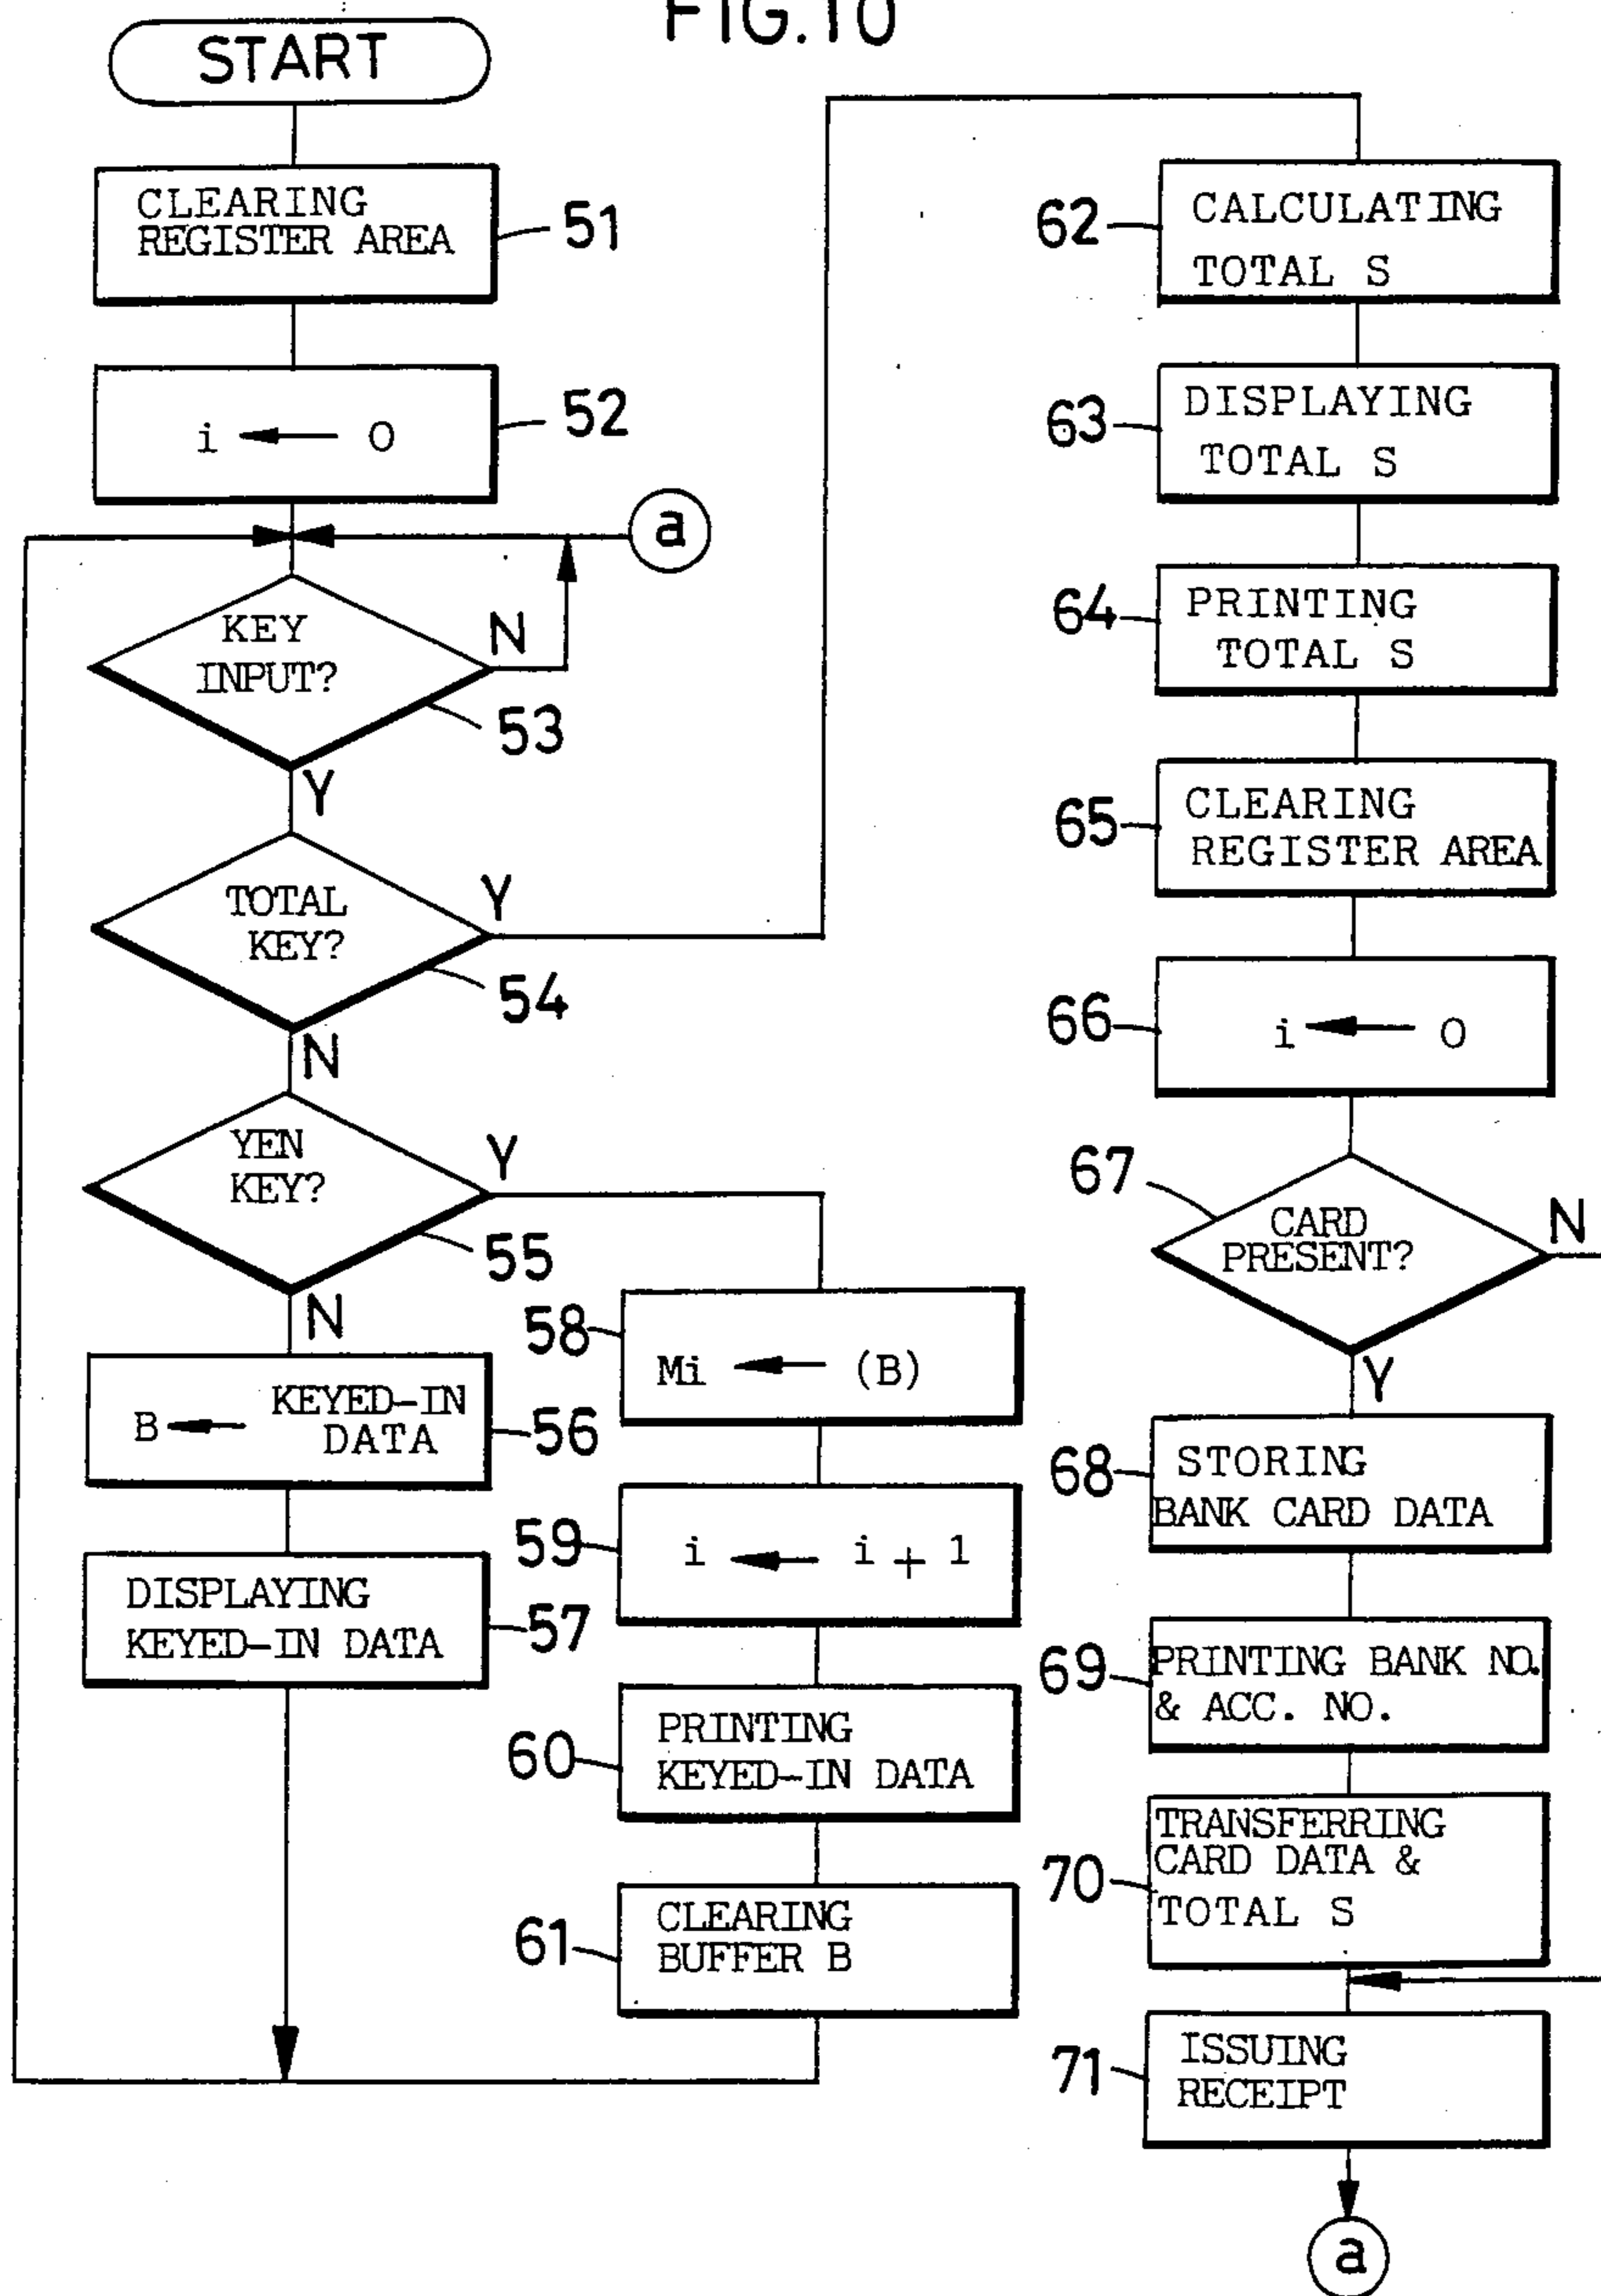 FIG.10
START
CLEARING
REGISTER AREA
51
i ← 0
52
a
KEY
INPUT?
N
53
Y
TOTAL
KEY?
Y
54
N
YEN
KEY?
Y
55
N
B ← KEYED-IN
DATA
56
DISPLAYING
KEYED-IN DATA
57
58
Mi ← (B)
59
i ← i + 1
60
PRINTING
KEYED-IN DATA
61
CLEARING
BUFFER B
62
CALCULATING
TOTAL S
63
DISPLAYING
TOTAL S
64
PRINTING
TOTAL S
65
CLEARING
REGISTER AREA
66
i ← 0
67
CARD
PRESENT?
N
Y
68
STORING
BANK CARD DATA
69
PRINTING BANK NO.
& ACC. NO.
70
TRANSFERRING
CARD DATA &
TOTAL S
71
ISSUING
RECEIPT
a